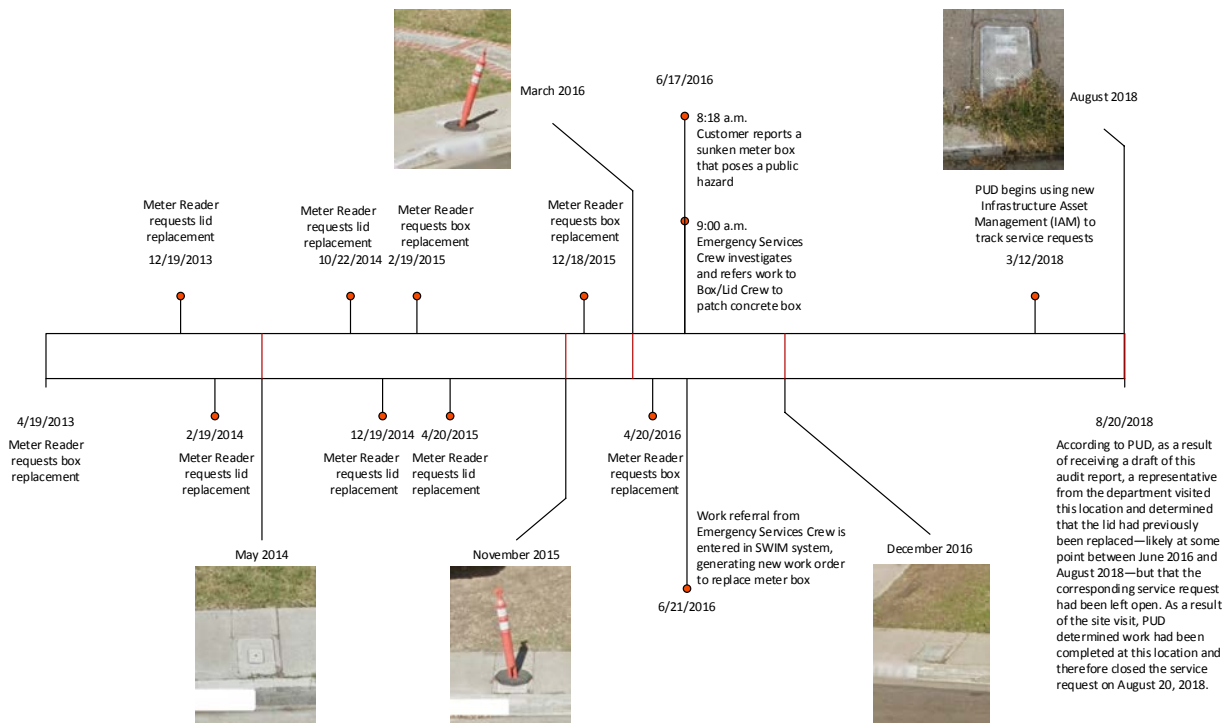 March 2016
6/17/2016
August 2018
8:18 a.m.
Customer reports a
sunken meter box
that poses a public
hazard
9:00 a.m.
Emergency Services
Crew investigates
and refers work to
Box/Lid Crew to
patch concrete box
PUD begins using new
Infrastructure Asset
Management (IAM) to
track service requests
3/12/2018
Meter Reader
requests lid
replacement
12/19/2013
Meter Reader
requests lid
replacement
10/22/2014
Meter Reader
requests box
replacement
2/19/2015
Meter Reader
requests box
replacement
12/18/2015
4/19/2013
Meter Reader
requests box
replacement
2/19/2014
Meter Reader
requests lid
replacement
12/19/2014
Meter Reader
requests lid
replacement
4/20/2015
Meter Reader
requests lid
replacement
4/20/2016
Meter Reader
requests box
replacement
Work referral from
Emergency Services Crew is
entered in SWIM system,
generating new work order
to replace meter box
6/21/2016
May 2014
November 2015
December 2016
8/20/2018
According to PUD, as a result
of receiving a draft of this
audit report, a representative
from the department visited
this location and determined
that the lid had previously
been replaced—likely at some
point between June 2016 and
August 2018—but that the
corresponding service request
had been left open. As a result
of the site visit, PUD
determined work had been
completed at this location and
therefore closed the service
request on August 20, 2018.